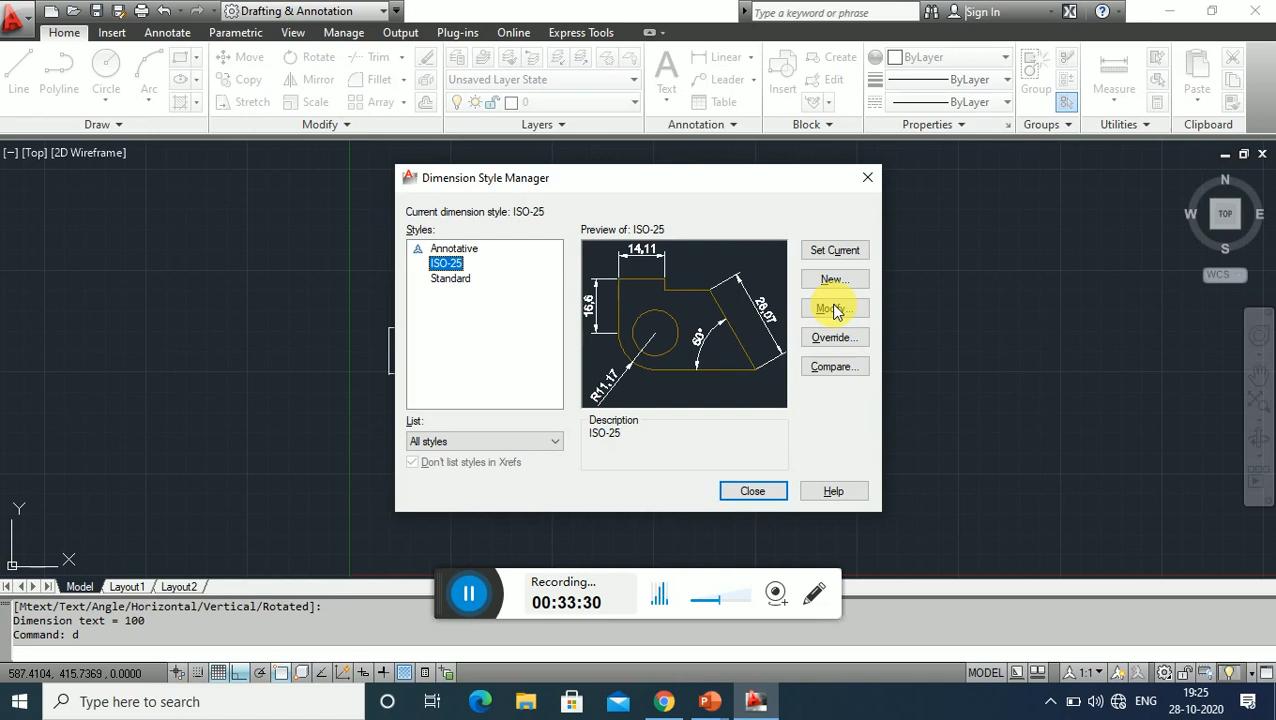 Drafting & Annotation
Type a keyword or phrase
Sign In
Home Insert Annotate Parametric View Manage Output Plug-ins Online Express Tools
Line Polyline Circle Arc
Move Rotate Trim
Copy Mirror Fillet
Stretch Scale Array
Unsaved Layer State
0
Text
Linear
Leader
Table
Insert
Create
Edit
ByLayer
ByLayer
ByLayer
Group
Measure
Paste
Draw Modify Layers Annotation Block Properties Groups Utilities Clipboard
[−] [Top] [2D Wireframe]
N
W TOP E
S
WCS
Dimension Style Manager
Current dimension style: ISO-25
Styles:
Annotative
ISO-25
Standard
Preview of: ISO-25
14,11
16,6
28,07
60°
R11,17
Set Current
New...
Modify...
Override...
Compare...
List:
All styles
Don't list styles in Xrefs
Description
ISO-25
Close
Help
Y
X
Model Layout1 Layout2
Recording...
00:33:30
[Mtext/Text/Angle/Horizontal/Vertical/Rotated]:
Dimension text = 100
Command: d
587.4104, 415.7369, 0.0000
MODEL
1:1
Type here to search
ENG
19:25
28-10-2020